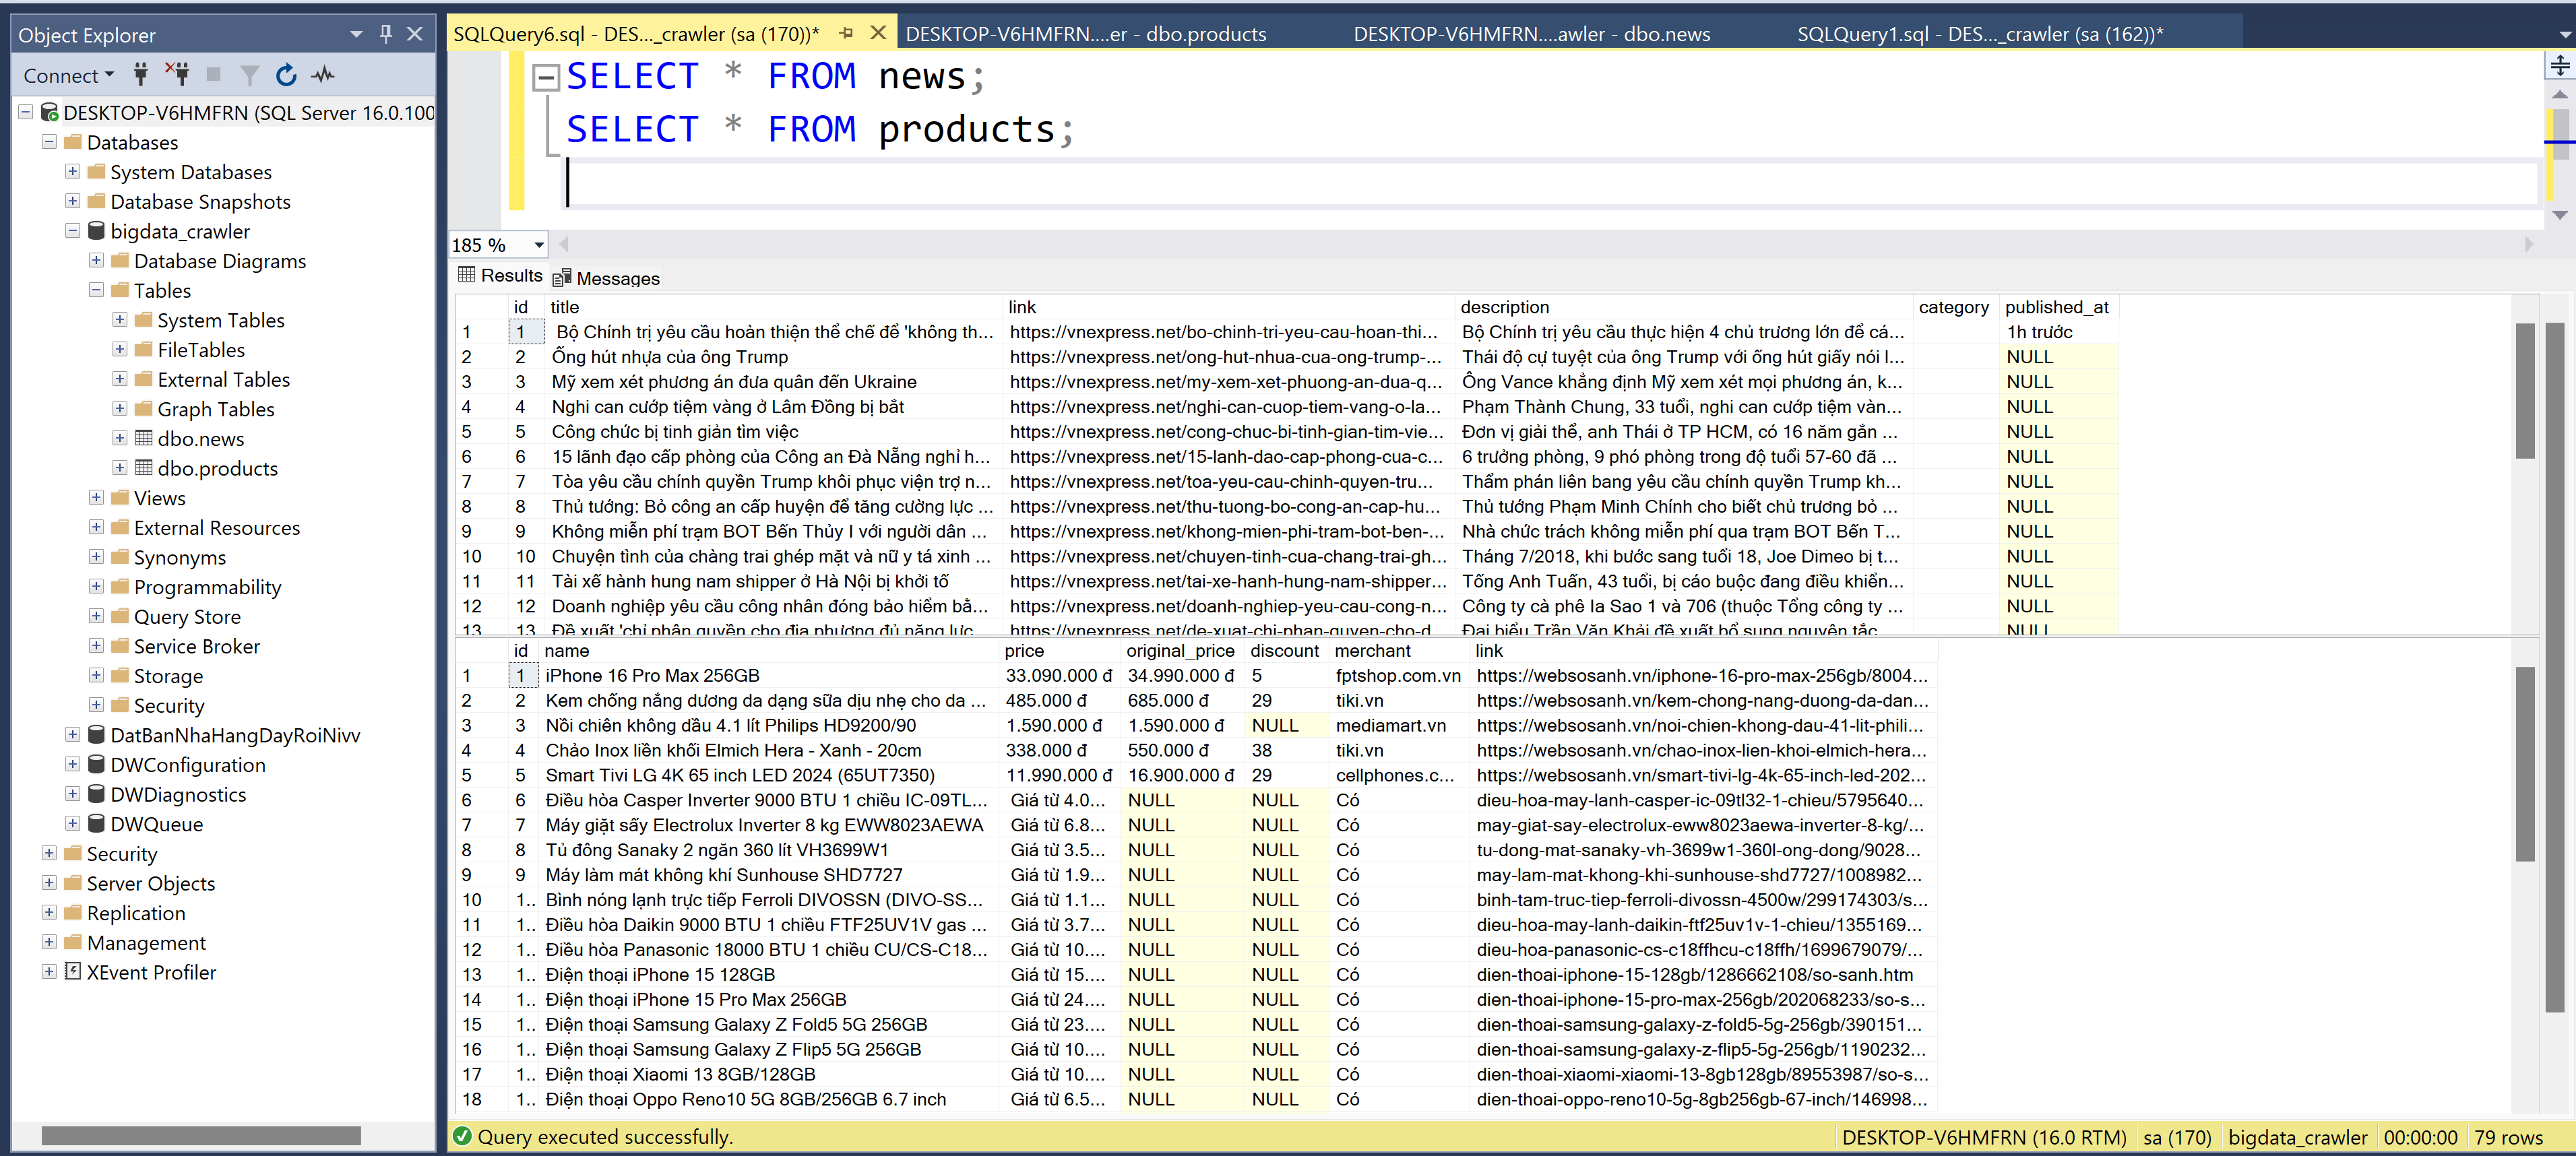 Object Explorer
Connect
DESKTOP-V6HMFRN (SQL Server 16.0.100
Databases
System Databases
Database Snapshots
bigdata_crawler
Database Diagrams
Tables
System Tables
FileTables
External Tables
Graph Tables
dbo.news
dbo.products
Views
External Resources
Synonyms
Programmability
Query Store
Service Broker
Storage
Security
DatBanNhaHangDayRoiNivv
DWConfiguration
DWDiagnostics
DWQueue
Security
Server Objects
Replication
Management
XEvent Profiler
SQLQuery6.sql - DES..._crawler (sa (170))* DESKTOP-V6HMFRN....er - dbo.products DESKTOP-V6HMFRN....awler - dbo.news SQLQuery1.sql - DES..._crawler (sa (162))*
SELECT * FROM news;
SELECT * FROM products;
185 %
Results Messages
id title link description category published_at
1 1 Bộ Chính trị yêu cầu hoàn thiện thể chế để 'không th... https://vnexpress.net/bo-chinh-tri-yeu-cau-hoan-thi... Bộ Chính trị yêu cầu thực hiện 4 chủ trương lớn để cá... 1h trước
2 2 Ống hút nhựa của ông Trump https://vnexpress.net/ong-hut-nhua-cua-ong-trump-... Thái độ cự tuyệt của ông Trump với ống hút giấy nói l... NULL
3 3 Mỹ xem xét phương án đưa quân đến Ukraine https://vnexpress.net/my-xem-xet-phuong-an-dua-q... Ông Vance khẳng định Mỹ xem xét mọi phương án, k... NULL
4 4 Nghi can cướp tiệm vàng ở Lâm Đồng bị bắt https://vnexpress.net/nghi-can-cuop-tiem-vang-o-la... Phạm Thành Chung, 33 tuổi, nghi can cướp tiệm vàn... NULL
5 5 Công chức bị tinh giản tìm việc https://vnexpress.net/cong-chuc-bi-tinh-gian-tim-vie... Đơn vị giải thể, anh Thái ở TP HCM, có 16 năm gắn ... NULL
6 6 15 lãnh đạo cấp phòng của Công an Đà Nẵng nghỉ h... https://vnexpress.net/15-lanh-dao-cap-phong-cua-c... 6 trưởng phòng, 9 phó phòng trong độ tuổi 57-60 đã ... NULL
7 7 Tòa yêu cầu chính quyền Trump khôi phục viện trợ n... https://vnexpress.net/toa-yeu-cau-chinh-quyen-tru... Thẩm phán liên bang yêu cầu chính quyền Trump kh... NULL
8 8 Thủ tướng: Bỏ công an cấp huyện để tăng cường lực ... https://vnexpress.net/thu-tuong-bo-cong-an-cap-hu... Thủ tướng Phạm Minh Chính cho biết chủ trương bỏ ... NULL
9 9 Không miễn phí trạm BOT Bến Thủy I với người dân ... https://vnexpress.net/khong-mien-phi-tram-bot-ben-... Nhà chức trách không miễn phí qua trạm BOT Bến T... NULL
10 10 Chuyện tình của chàng trai ghép mặt và nữ y tá xinh ... https://vnexpress.net/chuyen-tinh-cua-chang-trai-gh... Tháng 7/2018, khi bước sang tuổi 18, Joe Dimeo bị t... NULL
11 11 Tài xế hành hung nam shipper ở Hà Nội bị khởi tố https://vnexpress.net/tai-xe-hanh-hung-nam-shipper... Tống Anh Tuấn, 43 tuổi, bị cáo buộc đang điều khiển... NULL
12 12 Doanh nghiệp yêu cầu công nhân đóng bảo hiểm bằ... https://vnexpress.net/doanh-nghiep-yeu-cau-cong-n... Công ty cà phê Ia Sao 1 và 706 (thuộc Tổng công ty ... NULL
13 13 Đề xuất 'chỉ phân quyền cho địa phương đủ năng lực https://vnexpress.net/de-xuat-chi-phan-quyen-cho-d Đại biểu Trần Văn Khải đề xuất bổ sung nguyên tắc NULL
id name price original_price discount merchant link
1 1 iPhone 16 Pro Max 256GB 33.090.000 đ 34.990.000 đ 5 fptshop.com.vn https://websosanh.vn/iphone-16-pro-max-256gb/8004...
2 2 Kem chống nắng dương da dạng sữa dịu nhẹ cho da ... 485.000 đ 685.000 đ 29 tiki.vn https://websosanh.vn/kem-chong-nang-duong-da-dan...
3 3 Nồi chiên không dầu 4.1 lít Philips HD9200/90 1.590.000 đ 1.590.000 đ NULL mediamart.vn https://websosanh.vn/noi-chien-khong-dau-41-lit-phili...
4 4 Chảo Inox liền khối Elmich Hera - Xanh - 20cm 338.000 đ 550.000 đ 38 tiki.vn https://websosanh.vn/chao-inox-lien-khoi-elmich-hera...
5 5 Smart Tivi LG 4K 65 inch LED 2024 (65UT7350) 11.990.000 đ 16.900.000 đ 29 cellphones.c... https://websosanh.vn/smart-tivi-lg-4k-65-inch-led-202...
6 6 Điều hòa Casper Inverter 9000 BTU 1 chiều IC-09TL... Giá từ 4.0... NULL NULL Có dieu-hoa-may-lanh-casper-ic-09tl32-1-chieu/5795640...
7 7 Máy giặt sấy Electrolux Inverter 8 kg EWW8023AEWA Giá từ 6.8... NULL NULL Có may-giat-say-electrolux-eww8023aewa-inverter-8-kg/...
8 8 Tủ đông Sanaky 2 ngăn 360 lít VH3699W1 Giá từ 3.5... NULL NULL Có tu-dong-mat-sanaky-vh-3699w1-360l-ong-dong/9028...
9 9 Máy làm mát không khí Sunhouse SHD7727 Giá từ 1.9... NULL NULL Có may-lam-mat-khong-khi-sunhouse-shd7727/1008982...
10 1.. Bình nóng lạnh trực tiếp Ferroli DIVOSSN (DIVO-SS... Giá từ 1.1... NULL NULL Có binh-tam-truc-tiep-ferroli-divossn-4500w/299174303/s...
11 1.. Điều hòa Daikin 9000 BTU 1 chiều FTF25UV1V gas ... Giá từ 3.7... NULL NULL Có dieu-hoa-may-lanh-daikin-ftf25uv1v-1-chieu/1355169...
12 1.. Điều hòa Panasonic 18000 BTU 1 chiều CU/CS-C18... Giá từ 10.... NULL NULL Có dieu-hoa-panasonic-cs-c18ffhcu-c18ffh/1699679079/...
13 1.. Điện thoại iPhone 15 128GB Giá từ 15.... NULL NULL Có dien-thoai-iphone-15-128gb/1286662108/so-sanh.htm
14 1.. Điện thoại iPhone 15 Pro Max 256GB Giá từ 24.... NULL NULL Có dien-thoai-iphone-15-pro-max-256gb/202068233/so-s...
15 1.. Điện thoại Samsung Galaxy Z Fold5 5G 256GB Giá từ 23.... NULL NULL Có dien-thoai-samsung-galaxy-z-fold5-5g-256gb/390151...
16 1.. Điện thoại Samsung Galaxy Z Flip5 5G 256GB Giá từ 10.... NULL NULL Có dien-thoai-samsung-galaxy-z-flip5-5g-256gb/1190232...
17 1.. Điện thoại Xiaomi 13 8GB/128GB Giá từ 10.... NULL NULL Có dien-thoai-xiaomi-xiaomi-13-8gb128gb/89553987/so-s...
18 1.. Điện thoại Oppo Reno10 5G 8GB/256GB 6.7 inch Giá từ 6.5... NULL NULL Có dien-thoai-oppo-reno10-5g-8gb256gb-67-inch/146998...
Query executed successfully. DESKTOP-V6HMFRN (16.0 RTM) sa (170) bigdata_crawler 00:00:00 79 rows